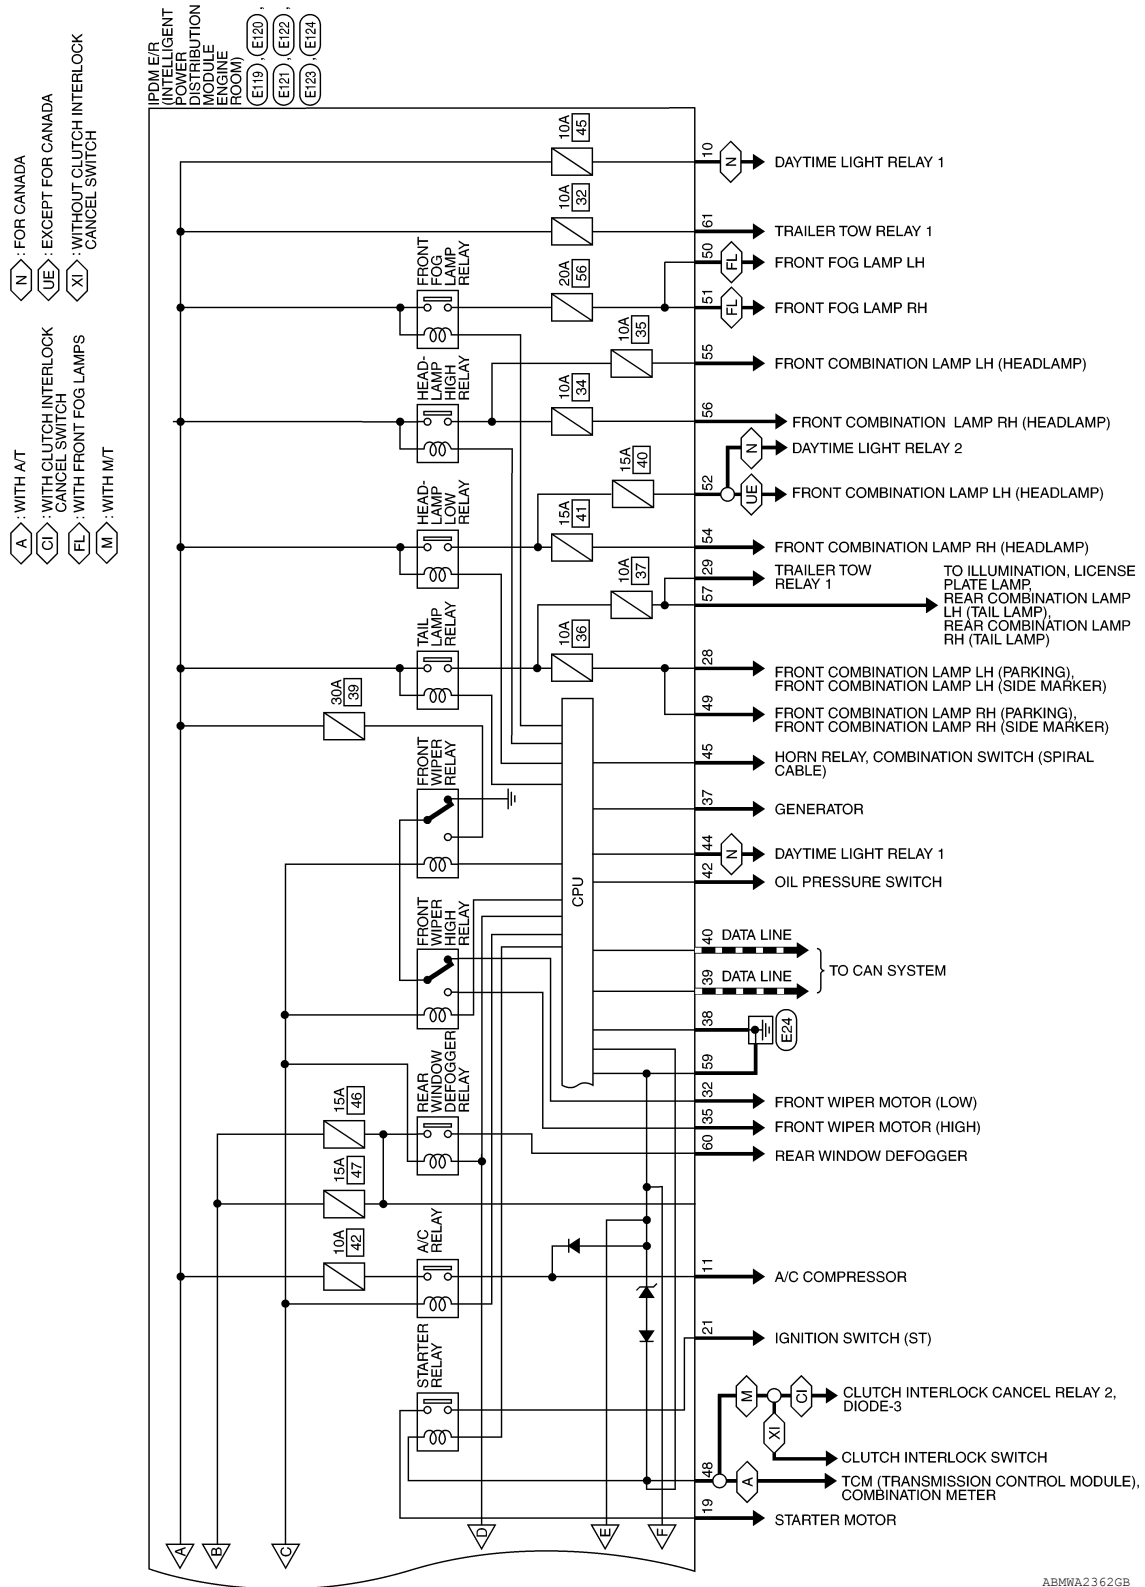 N : FOR CANADA
UE : EXCEPT FOR CANADA
XI : WITHOUT CLUTCH INTERLOCK
CANCEL SWITCH
A : WITH A/T
CI : WITH CLUTCH INTERLOCK
CANCEL SWITCH
FL : WITH FRONT FOG LAMPS
M : WITH M/T
IPDM E/R
(INTELLIGENT
POWER
DISTRIBUTION
MODULE
ENGINE
ROOM)
E119 , E120 ,
E121 , E122 ,
E123 , E124
10A
45
10
N
DAYTIME LIGHT RELAY 1
10A
32
61
TRAILER TOW RELAY 1
FRONT
FOG
LAMP
RELAY
20A
56
50
FL
FRONT FOG LAMP LH
51
FL
FRONT FOG LAMP RH
10A
35
55
FRONT COMBINATION LAMP LH (HEADLAMP)
HEAD-
LAMP
HIGH
RELAY
10A
34
56
FRONT COMBINATION LAMP RH (HEADLAMP)
N
DAYTIME LIGHT RELAY 2
15A
40
52
UE
FRONT COMBINATION LAMP LH (HEADLAMP)
HEAD-
LAMP
LOW
RELAY
15A
41
54
FRONT COMBINATION LAMP RH (HEADLAMP)
29
TRAILER TOW
RELAY 1
10A
37
57
TO ILLUMINATION, LICENSE
PLATE LAMP,
REAR COMBINATION LAMP
LH (TAIL LAMP),
REAR COMBINATION LAMP
RH (TAIL LAMP)
TAIL
LAMP
RELAY
10A
36
28
FRONT COMBINATION LAMP LH (PARKING),
FRONT COMBINATION LAMP LH (SIDE MARKER)
30A
39
49
FRONT COMBINATION LAMP RH (PARKING),
FRONT COMBINATION LAMP RH (SIDE MARKER)
FRONT
WIPER
RELAY
45
HORN RELAY, COMBINATION SWITCH (SPIRAL
CABLE)
37
GENERATOR
44
N
DAYTIME LIGHT RELAY 1
42
OIL PRESSURE SWITCH
CPU
FRONT
WIPER
HIGH
RELAY
40
DATA LINE
39
DATA LINE
TO CAN SYSTEM
38
E24
59
REAR
WINDOW
DEFOGGER
RELAY
15A
46
32
FRONT WIPER MOTOR (LOW)
35
FRONT WIPER MOTOR (HIGH)
60
REAR WINDOW DEFOGGER
15A
47
10A
42
A/C
RELAY
11
A/C COMPRESSOR
STARTER
RELAY
21
IGNITION SWITCH (ST)
M
CI
CLUTCH INTERLOCK CANCEL RELAY 2,
DIODE-3
XI
CLUTCH INTERLOCK SWITCH
48
A
TCM (TRANSMISSION CONTROL MODULE),
COMBINATION METER
19
STARTER MOTOR
A
B
C
D
E
F
ABMWA2362GB